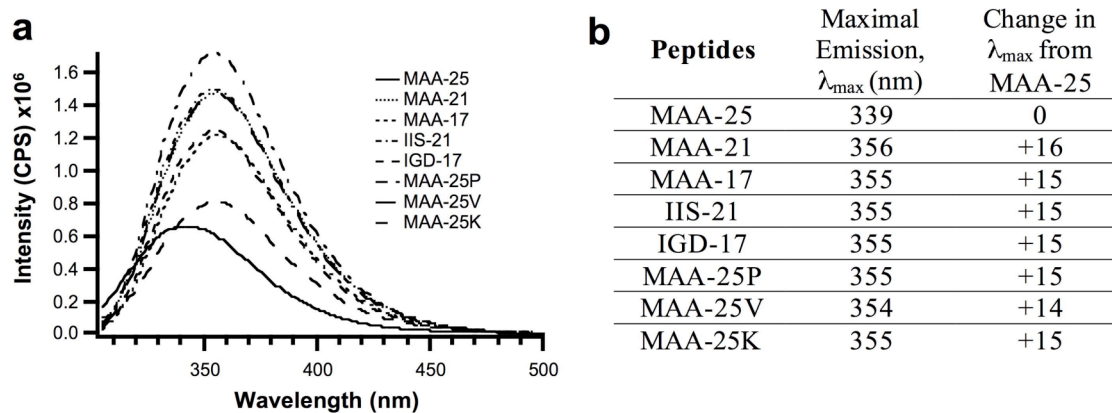 a
Intensity (CPS) x10⁶
1.6
1.4
1.2
1.0
0.8
0.6
0.4
0.2
0.0
350
400
450
500
Wavelength (nm)
MAA-25
MAA-21
MAA-17
IIS-21
IGD-17
MAA-25P
MAA-25V
MAA-25K
b
Peptides Maximal Emission, λmax (nm) Change in λmax from MAA-25
MAA-25 339 0
MAA-21 356 +16
MAA-17 355 +15
IIS-21 355 +15
IGD-17 355 +15
MAA-25P 355 +15
MAA-25V 354 +14
MAA-25K 355 +15